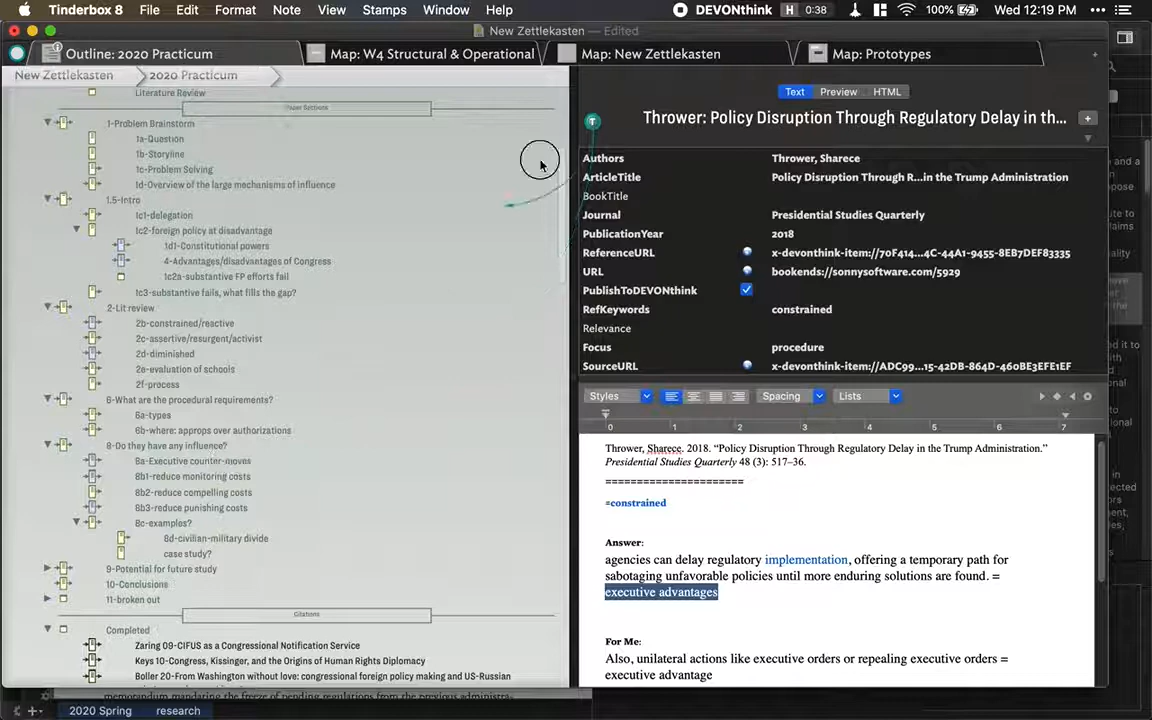 Tinderbox 8 File Edit Format Note View Stamps Window Help DEVONthink H 0:38 100% Wed 12:19 PM
New Zettlekasten — Edited
Outline: 2020 Practicum Map: W4 Structural & Operational Map: New Zettlekasten Map: Prototypes +
New Zettlekasten 2020 Practicum
Literature Review
Paper Sections
1-Problem Brainstorm
1a-Question
1b-Storyline
1c-Problem Solving
1d-Overview of the large mechanisms of influence
1.5-Intro
1c1-delegation
1c2-foreign policy at disadvantage
1d1-Constitutional powers
4-Advantages/disadvantages of Congress
1c2a-substantive FP efforts fail
1c3-substantive fails, what fills the gap?
2-Lit review
2b-constrained/reactive
2c-assertive/resurgent/activist
2d-diminished
2e-evaluation of schools
2f-process
6-What are the procedural requirements?
6a-types
6b-where: approps over authorizations
8-Do they have any influence?
8a-Executive counter-moves
8b1-reduce monitoring costs
8b2-reduce compelling costs
8b3-reduce punishing costs
8c-examples?
8d-civilian-military divide
case study?
9-Potential for future study
10-Conclusions
11-broken out
Citations
Completed
Zaring 09-CIFUS as a Congressional Notification Service
Keys 10-Congress, Kissinger, and the Origins of Human Rights Diplomacy
Boller 20-From Washington without love: congressional foreign policy making and US-Russian
Text Preview HTML
Thrower: Policy Disruption Through Regulatory Delay in th... +
Authors Thrower, Sharece
ArticleTitle Policy Disruption Through R...in the Trump Administration
BookTitle
Journal Presidential Studies Quarterly
PublicationYear 2018
ReferenceURL x-devonthink-item://70F414...4C-44A1-9455-8EB7DEF83335
URL bookends://sonnysoftware.com/5929
PublishToDEVONthink
RefKeywords constrained
Relevance
Focus procedure
SourceURL x-devonthink-item://ADC99...15-42DB-864D-460BE3EFE1EF
Styles Spacing Lists
0 1 2 3 4 5 6 7
Thrower, Sharece. 2018. “Policy Disruption Through Regulatory Delay in the Trump Administration.”
Presidential Studies Quarterly 48 (3): 517–36.
======================
=constrained
Answer:
agencies can delay regulatory implementation, offering a temporary path for
sabotaging unfavorable policies until more enduring solutions are found. =
executive advantages
For Me:
Also, unilateral actions like executive orders or repealing executive orders =
executive advantage
memorandum mandating the freeze of pending regulations from the previous administra-
2020 Spring research